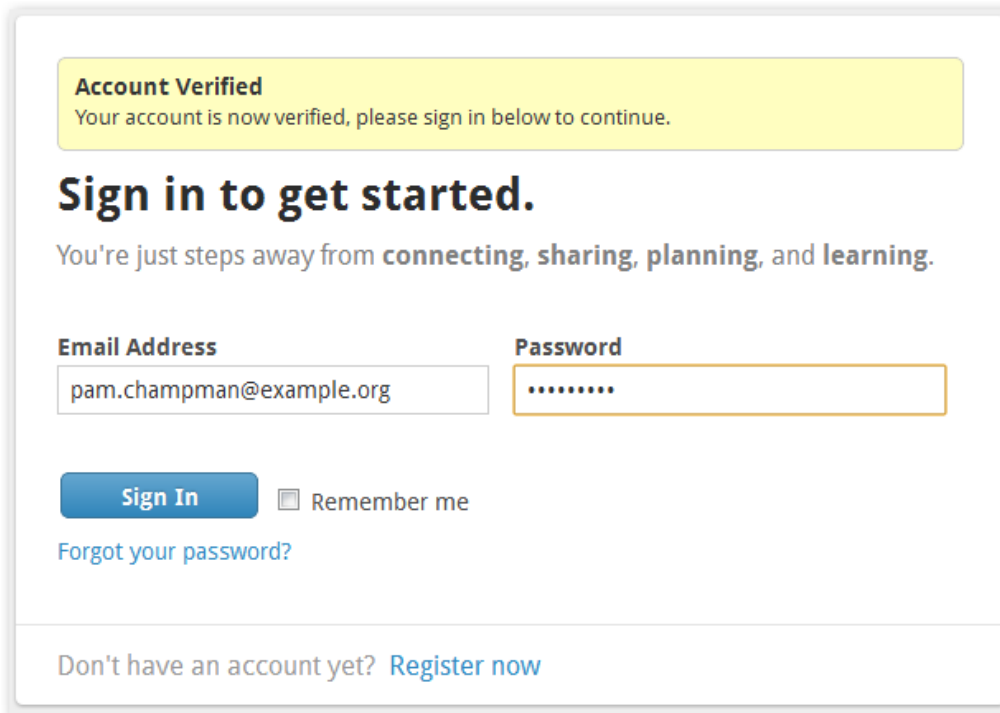 Account Verified
Your account is now verified, please sign in below to continue.
Sign in to get started.
You're just steps away from connecting, sharing, planning, and learning.
Email Address
Password
pam.champman@example.org
•••••••••
Sign In
Remember me
Forgot your password?
Don't have an account yet? Register now